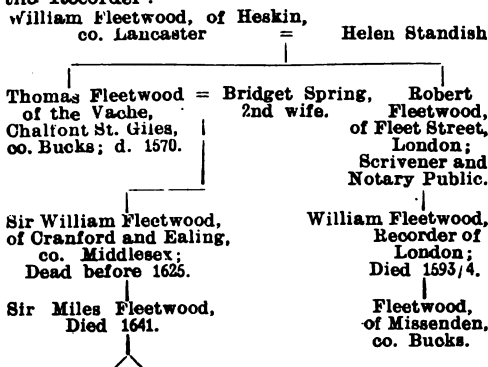 the Recorder:
William Fleetwood, of Heskin,
co. Lancaster = Helen Standish
Thomas Fleetwood = Bridget Spring,
of the Vache, 2nd wife.
Chalfont St. Giles,
co. Bucks; d. 1570.
Robert
Fleetwood,
of Fleet Street,
London;
Scrivener and
Notary Public.
Sir William Fleetwood,
of Cranford and Ealing,
co. Middlesex;
Dead before 1625.
William Fleetwood,
Recorder of
London;
Died 1593/4.
Sir Miles Fleetwood,
Died 1641.
Fleetwood,
of Missenden,
co. Bucks.